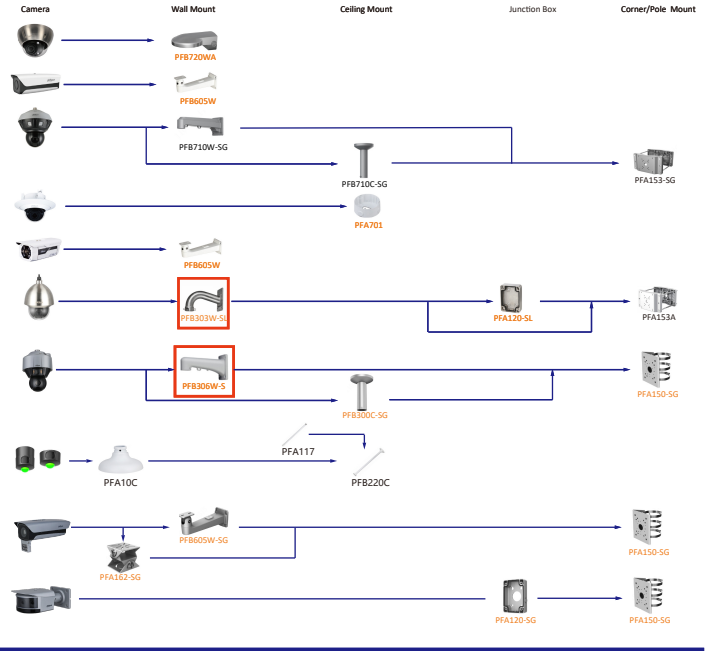 Camera Wall Mount Ceiling Mount Junction Box Corner/Pole Mount
PFB720WA
PFB605W
PFB710W-SG
PFB710C-SG
PFA153-SG
PFA701
PFB605W
PFB303W-SL
PFA120-SL
PFA153A
PFB306W-S
PFB300C-SG
PFA150-SG
PFA117
PFA10C
PFB220C
PFB605W-SG
PFA162-SG
PFA150-SG
PFA120-SG
PFA150-SG